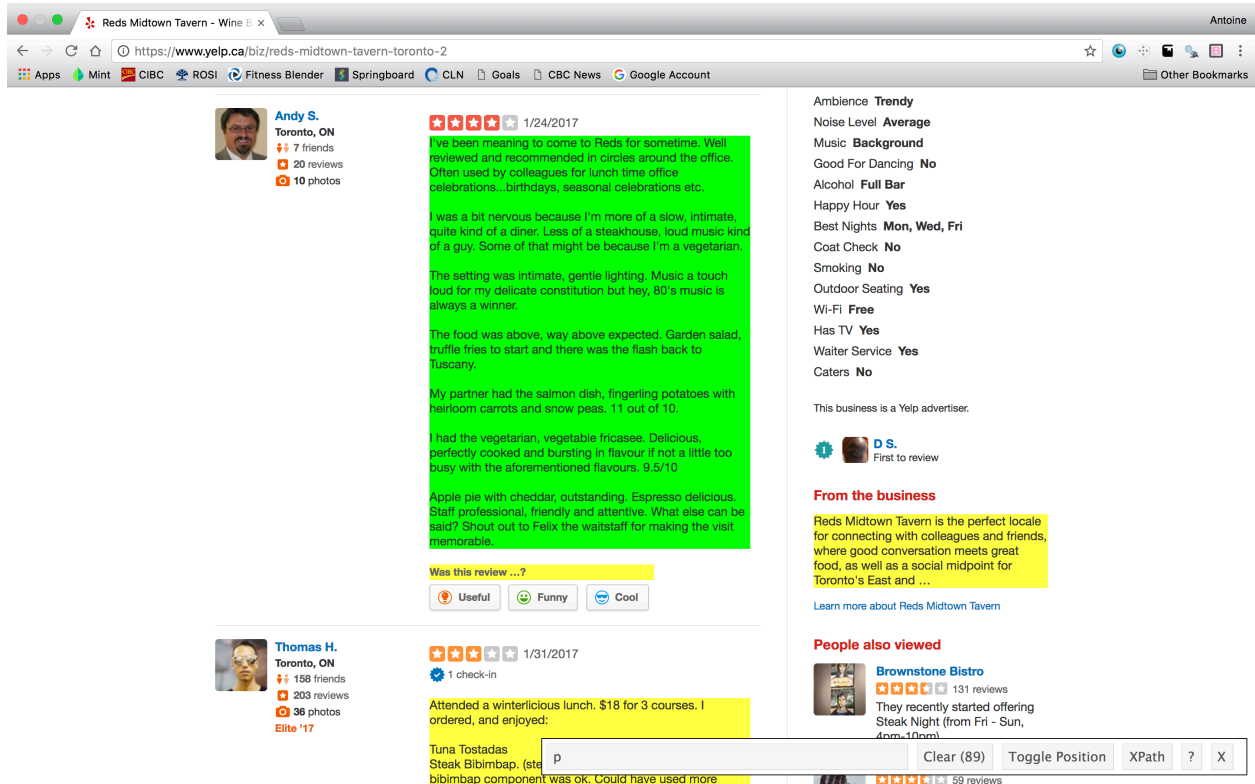 Reds Midtown Tavern - Wine B
Antoine
https://www.yelp.ca/biz/reds-midtown-tavern-toronto-2
Apps Mint CIBC CIBC ROSI Fitness Blender Springboard CLN Goals CBC News Google Account Other Bookmarks
Andy S.
Toronto, ON
7 friends
20 reviews
10 photos
1/24/2017
I've been meaning to come to Reds for sometime. Well
reviewed and recommended in circles around the office.
Often used by colleagues for lunch time office
celebrations...birthdays, seasonal celebrations etc.
I was a bit nervous because I'm more of a slow, intimate,
quite kind of a diner. Less of a steakhouse, loud music kind
of a guy. Some of that might be because I'm a vegetarian.
The setting was intimate, gentle lighting. Music a touch
loud for my delicate constitution but hey, 80's music is
always a winner.
The food was above, way above expected. Garden salad,
truffle fries to start and there was the flash back to
Tuscany.
My partner had the salmon dish, fingerling potatoes with
heirloom carrots and snow peas. 11 out of 10.
I had the vegetarian, vegetable fricasee. Delicious,
perfectly cooked and bursting in flavour if not a little too
busy with the aforementioned flavours. 9.5/10
Apple pie with cheddar, outstanding. Espresso delicious.
Staff professional, friendly and attentive. What else can be
said? Shout out to Felix the waitstaff for making the visit
memorable.
Was this review ...?
Useful Funny Cool
Thomas H.
Toronto, ON
158 friends
203 reviews
36 photos
Elite '17
1/31/2017
1 check-in
Attended a winterlicious lunch. $18 for 3 courses. I
ordered, and enjoyed:
Tuna Tostadas
Steak Bibimbap. (ste
bibimbap component was ok. Could have used more
Ambience Trendy
Noise Level Average
Music Background
Good For Dancing No
Alcohol Full Bar
Happy Hour Yes
Best Nights Mon, Wed, Fri
Coat Check No
Smoking No
Outdoor Seating Yes
Wi-Fi Free
Has TV Yes
Waiter Service Yes
Caters No
This business is a Yelp advertiser.
1
D S.
First to review
From the business
Reds Midtown Tavern is the perfect locale
for connecting with colleagues and friends,
where good conversation meets great
food, as well as a social midpoint for
Toronto's East and ...
Learn more about Reds Midtown Tavern
People also viewed
Brownstone Bistro
131 reviews
They recently started offering
Steak Night (from Fri - Sun,
4pm-10pm)
p Clear (89) Toggle Position XPath ? X
59 reviews